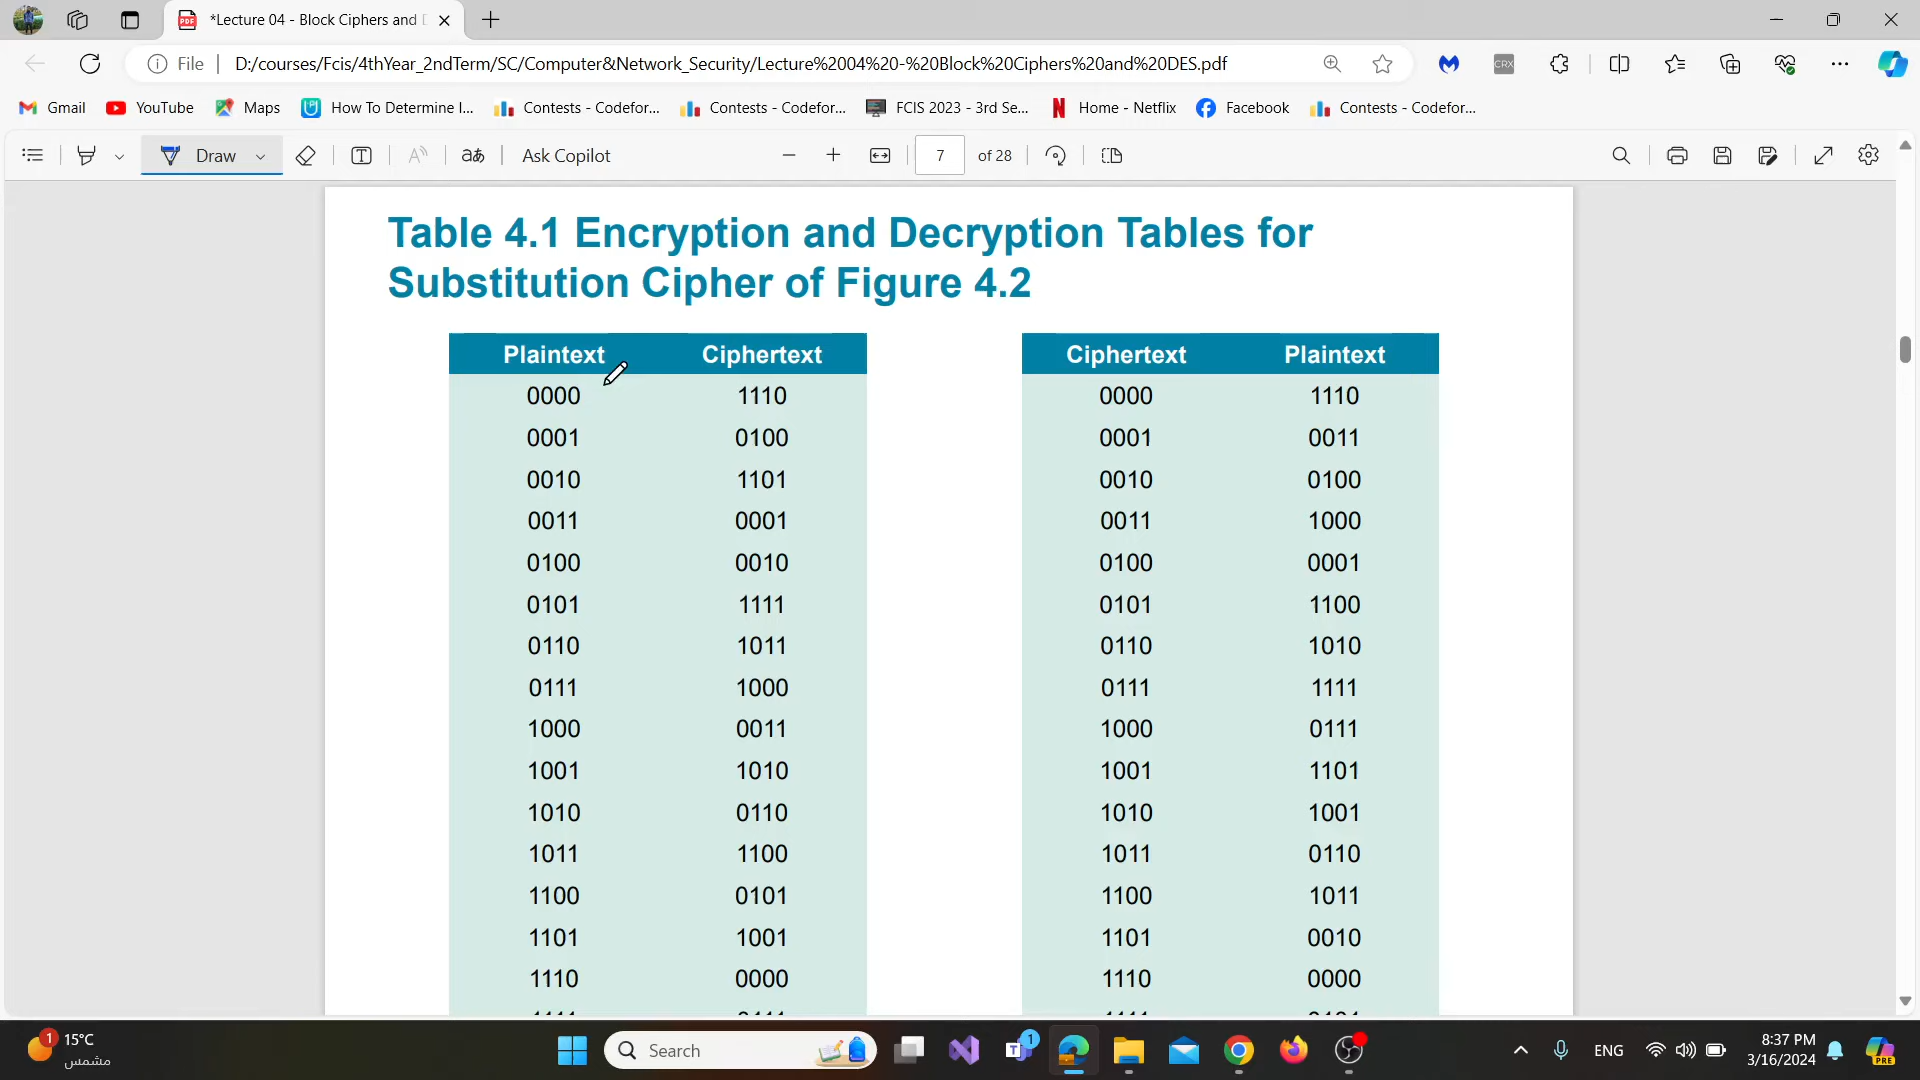 *Lecture 04 - Block Ciphers and D
File
D:/courses/Fcis/4thYear_2ndTerm/SC/Computer&Network_Security/Lecture%2004%20-%20Block%20Ciphers%20and%20DES.pdf
CRX
Gmail
YouTube
Maps
How To Determine I...
Contests - Codefor...
Contests - Codefor...
FCIS 2023 - 3rd Se...
Home - Netflix
Facebook
Contests - Codefor...
Draw
Ask Copilot
7 of 28
Table 4.1 Encryption and Decryption Tables for
Substitution Cipher of Figure 4.2
Plaintext Ciphertext
0000 1110
0001 0100
0010 1101
0011 0001
0100 0010
0101 1111
0110 1011
0111 1000
1000 0011
1001 1010
1010 0110
1011 1100
1100 0101
1101 1001
1110 0000
Ciphertext Plaintext
0000 1110
0001 0011
0010 0100
0011 1000
0100 0001
0101 1100
0110 1010
0111 1111
1000 0111
1001 1101
1010 1001
1011 0110
1100 1011
1101 0010
1110 0000
1
15°C
مشمس
Search
1
ENG
8:37 PM
3/16/2024
PRE